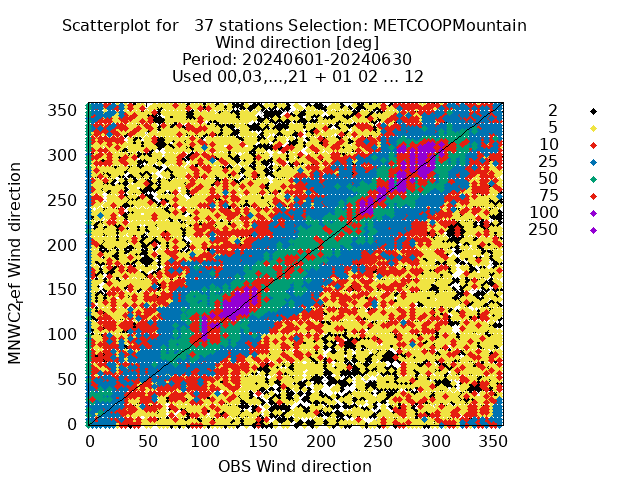 Scatterplot for   37 stations Selection: METCOOPMountain
Wind direction [deg]
Period: 20240601-20240630
Used 00,03,...,21 + 01 02 ... 12
2
5
10
25
50
75
100
250
350
300
250
200
150
100
50
0
MNWC2ref Wind direction
0 50 100 150 200 250 300 350
OBS Wind direction